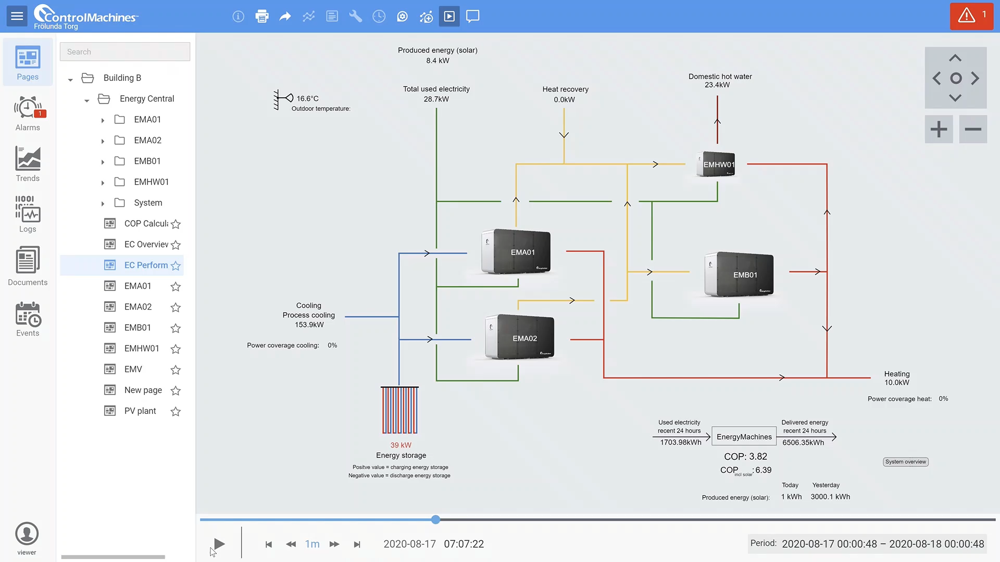 ControlMachines
Frölunda Torg
1
Pages
1
Alarms
Trends
Logs
Documents
Events
viewer
Search
Building B
Energy Central
EMA01
EMA02
EMB01
EMHW01
System
COP Calcul
EC Overview
EC Perform
EMA01
EMA02
EMB01
EMHW01
EMV
New page
PV plant
Produced energy (solar)
8.4 kW
Total used electricity
28.7kW
Heat recovery
0.0kW
Domestic hot water
23.4kW
16.6°C
Outdoor temperature:
EMHW01
EMA01
EMB01
EMA02
Cooling
Process cooling
153.9kW
Power coverage cooling: 0%
Heating
10.0kW
Power coverage heat: 0%
39 kW
Energy storage
Positve value = charging energy storage
Negative value = discharge energy storage
Used electricity
recent 24 hours
1703.98kWh
EnergyMachines
Delivered energy
recent 24 hours
6506.35kWh
COP: 3.82
COP incl solar: 6.39
System overview
Today Yesterday
Produced energy (solar): 1 kWh 3000.1 kWh
1m
2020-08-17 07:07:22
Period: 2020-08-17 00:00:48 – 2020-08-18 00:00:48